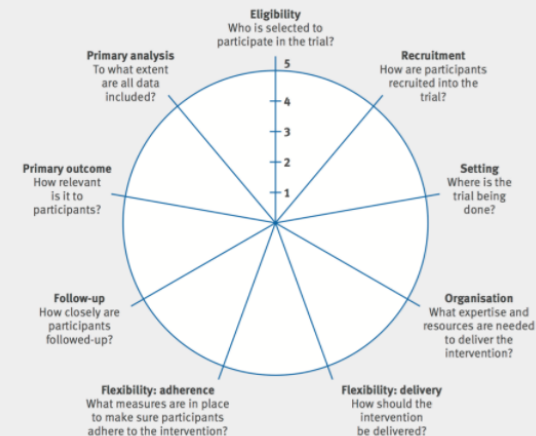 Eligibility
Who is selected to
participate in the trial?
Recruitment
How are participants
recruited into the
trial?
Setting
Where is the
trial being
done?
Organisation
What expertise and
resources are needed
to deliver the
intervention?
Flexibility: delivery
How should the
intervention
be delivered?
Flexibility: adherence
What measures are in place
to make sure participants
adhere to the intervention?
Follow-up
How closely are
participants
followed-up?
Primary outcome
How relevant
is it to
participants?
Primary analysis
To what extent
are all data
included?
5
4
3
2
1